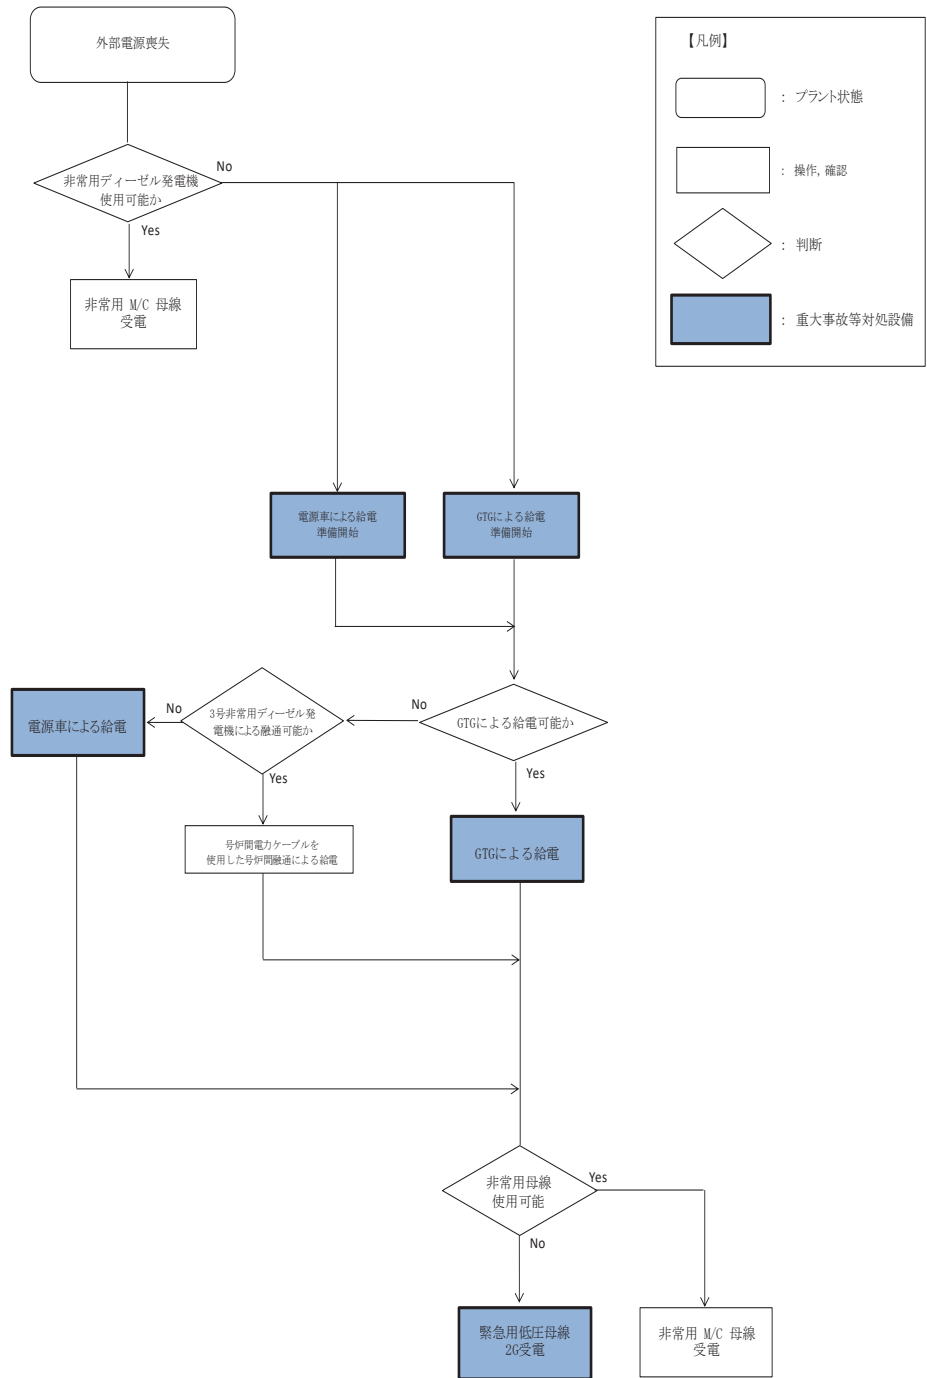 外部電源喪失
【凡例】
: プラント状態
: 操作, 確認
: 判断
: 重大事故等対処設備
非常用ディーゼル発電機
使用可能か
No
Yes
非常用 M/C 母線
受電
電源車による給電
準備開始
GTGによる給電
準備開始
GTGによる給電可能か
No
Yes
3号非常用ディーゼル発
電機による融通可能か
No
Yes
電源車による給電
号炉間電力ケーブルを
使用した号炉間融通による給電
GTGによる給電
非常用母線
使用可能
Yes
No
緊急用低圧母線
2G受電
非常用 M/C 母線
受電